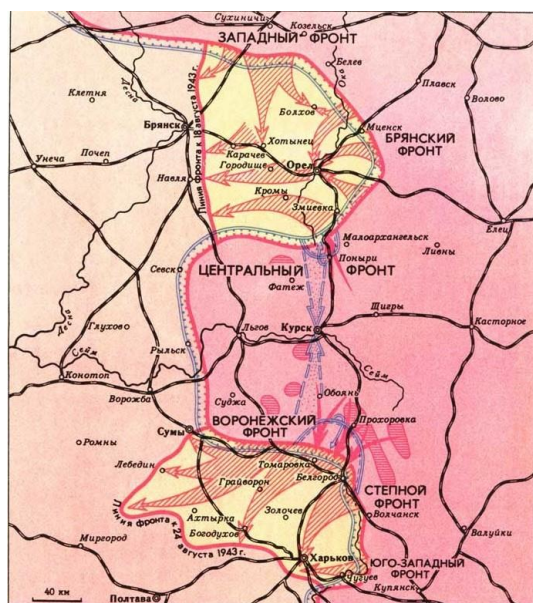 Сухиничи
Козельск
ЗАПАДНЫЙ ФРОНТ
Белев
Ока
Плавск
Десна
Клетня
Волово
Болхов
Линия фронта к 18 августа 1943 г.
Брянск
Мценск
Хотынец
БРЯНСКИЙ
ФРОНТ
Карачев
Почеп
Унеча
Городище
Орел
Навля
Кромы
Змиевка
Елец
Малоархангельск
Ливны
Поныри
Севск
ЦЕНТРАЛЬНЫЙ ФРОНТ
Фатеж
Десна
Щигры
Глухово
Льгов
Курск
Касторное
Сейм
Рыльск
Сейм
Конотоп
Ворожба
Суджа
Обоянь
ВОРОНЕЖСКИЙ
ФРОНТ
Прохоровка
Сумы
Ромны
Лебедин
Томаровка
Белгород
Грайворон
СТЕПНОЙ
ФРОНТ
Линия фронта к 24 августа 1943 г.
Ахтырка
Золочев
Волчанск
Богодухов
Валуйки
Миргород
Харьков
ЮГО-ЗАПАДНЫЙ
ФРОНТ
Чугуев
40 км
Купянск
Полтава